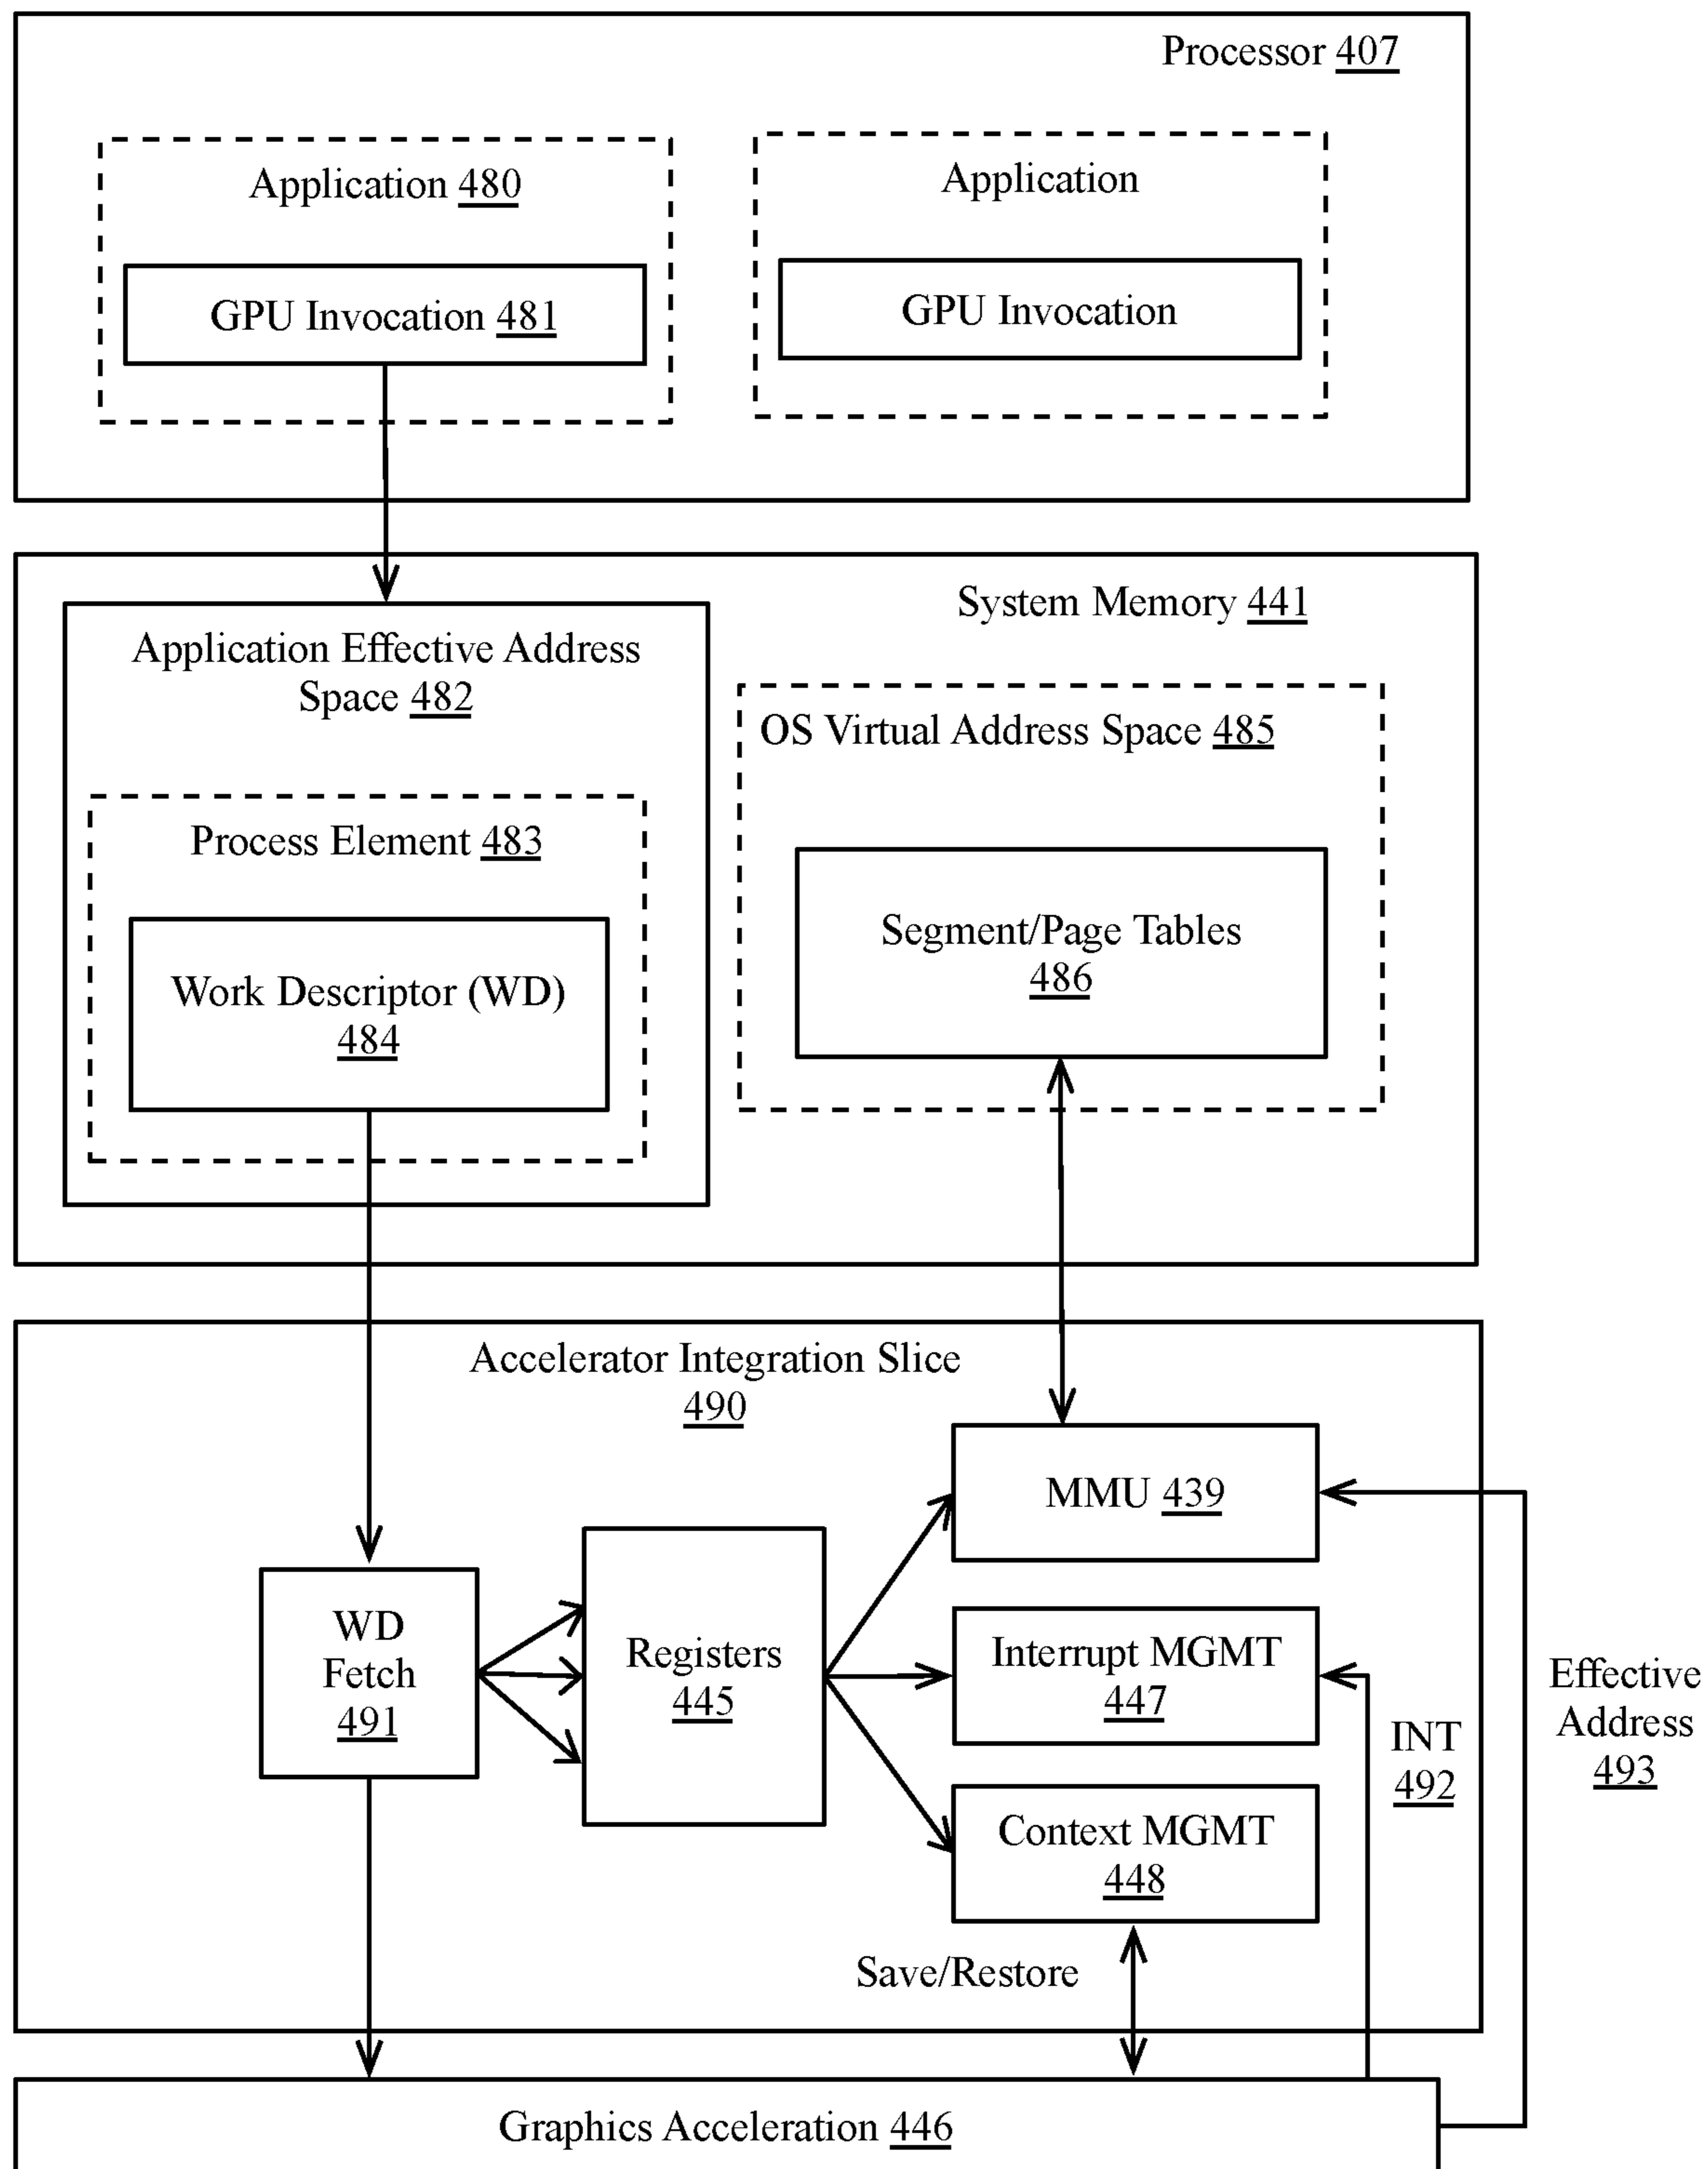 Processor 407
Application 480
Application
GPU Invocation 481
GPU Invocation
System Memory 441
Application Effective Address
Space 482
OS Virtual Address Space 485
Process Element 483
Segment/Page Tables
486
Work Descriptor (WD)
484
Accelerator Integration Slice
490
MMU 439
WD
Fetch
491
Registers
445
Interrupt MGMT
447
Effective
Address
493
INT
492
Context MGMT
448
Save/Restore
Graphics Acceleration 446